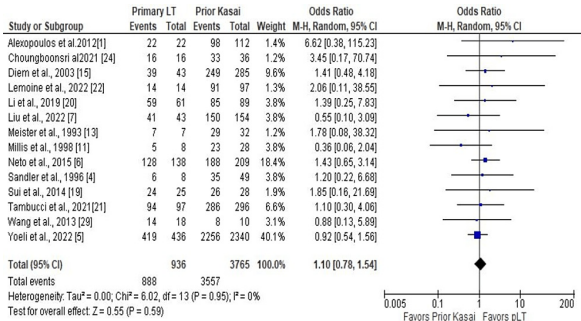 Primary LT Prior Kasai Odds Ratio Odds Ratio
Study or Subgroup Events Total Events Total Weight M-H, Random, 95% CI M-H, Random, 95% CI
Alexopoulos et al.2012[1] 22 22 98 112 1.4% 6.62 [0.38, 115.23]
Choungboonsri al2021 [24] 16 16 33 36 1.2% 3.45 [0.17, 70.74]
Diem et al., 2003 [15] 39 43 249 285 9.5% 1.41 [0.48, 4.18]
Lemoine et al., 2022 [22] 14 14 91 97 1.3% 2.06 [0.11, 38.55]
Li et al., 2019 [20] 59 61 85 89 3.7% 1.39 [0.25, 7.83]
Liu et al., 2022 [7] 41 43 150 154 3.7% 0.55 [0.10, 3.09]
Meister et al., 1993 [13] 7 7 29 32 1.2% 1.78 [0.08, 38.32]
Millis et al., 1998 [11] 5 8 23 28 3.6% 0.36 [0.06, 2.04]
Neto et al., 2015 [6] 128 138 188 209 17.5% 1.43 [0.65, 3.14]
Sandler et al., 1996 [4] 6 8 35 49 3.8% 1.20 [0.22, 6.68]
Sui et al., 2014 [19] 24 25 26 28 1.8% 1.85 [0.16, 21.69]
Tambucci et al.,2021[21] 94 97 286 296 6.5% 1.10 [0.30, 4.06]
Wang et al., 2013 [29] 14 18 8 10 3.0% 0.88 [0.13, 5.89]
Yoeli et al., 2022 [5] 419 436 2256 2340 40.1% 0.92 [0.54, 1.56]
Total (95% CI) 936 3765 100.0% 1.10 [0.78, 1.54]
Total events 888 3557
Heterogeneity: Tau² = 0.00; Chi² = 6.02, df = 13 (P = 0.95); I² = 0%
Test for overall effect: Z = 0.55 (P = 0.59)
0.005 0.1 1 10 200
Favors Prior Kasai Favors pLT